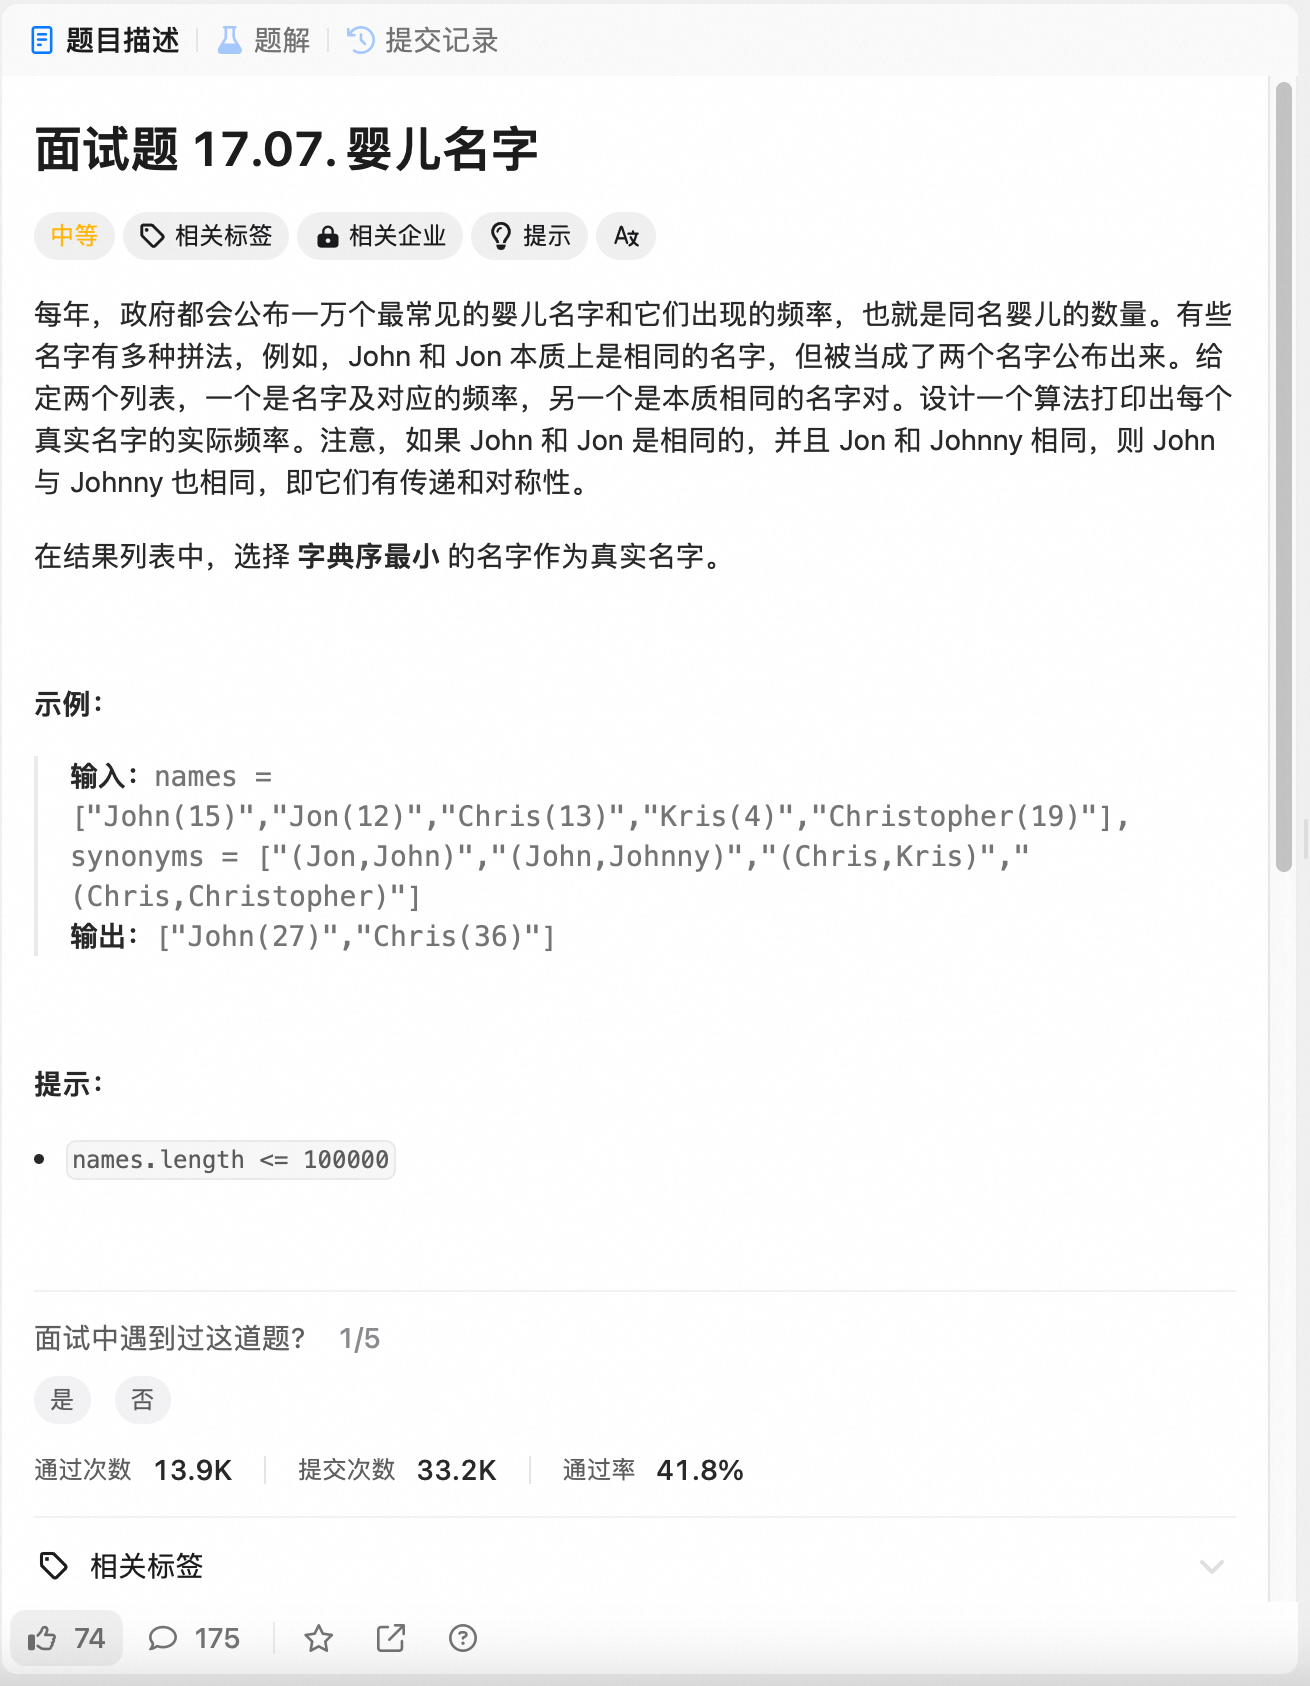 题目描述 题解 提交记录
面试题 17.07. 婴儿名字
中等 相关标签 相关企业 提示
每年，政府都会公布一万个最常见的婴儿名字和它们出现的频率，也就是同名婴儿的数量。有些
名字有多种拼法，例如，John 和 Jon 本质上是相同的名字，但被当成了两个名字公布出来。给
定两个列表，一个是名字及对应的频率，另一个是本质相同的名字对。设计一个算法打印出每个
真实名字的实际频率。注意，如果 John 和 Jon 是相同的，并且 Jon 和 Johnny 相同，则 John
与 Johnny 也相同，即它们有传递和对称性。
在结果列表中，选择 字典序最小 的名字作为真实名字。
示例：
输入：names =
["John(15)","Jon(12)","Chris(13)","Kris(4)","Christopher(19)"],
synonyms = ["(Jon,John)","(John,Johnny)","(Chris,Kris)","
(Chris,Christopher)"]
输出：["John(27)","Chris(36)"]
提示：
• names.length <= 100000
面试中遇到过这道题? 1/5
是 否
通过次数 13.9K 提交次数 33.2K 通过率 41.8%
相关标签
74 175